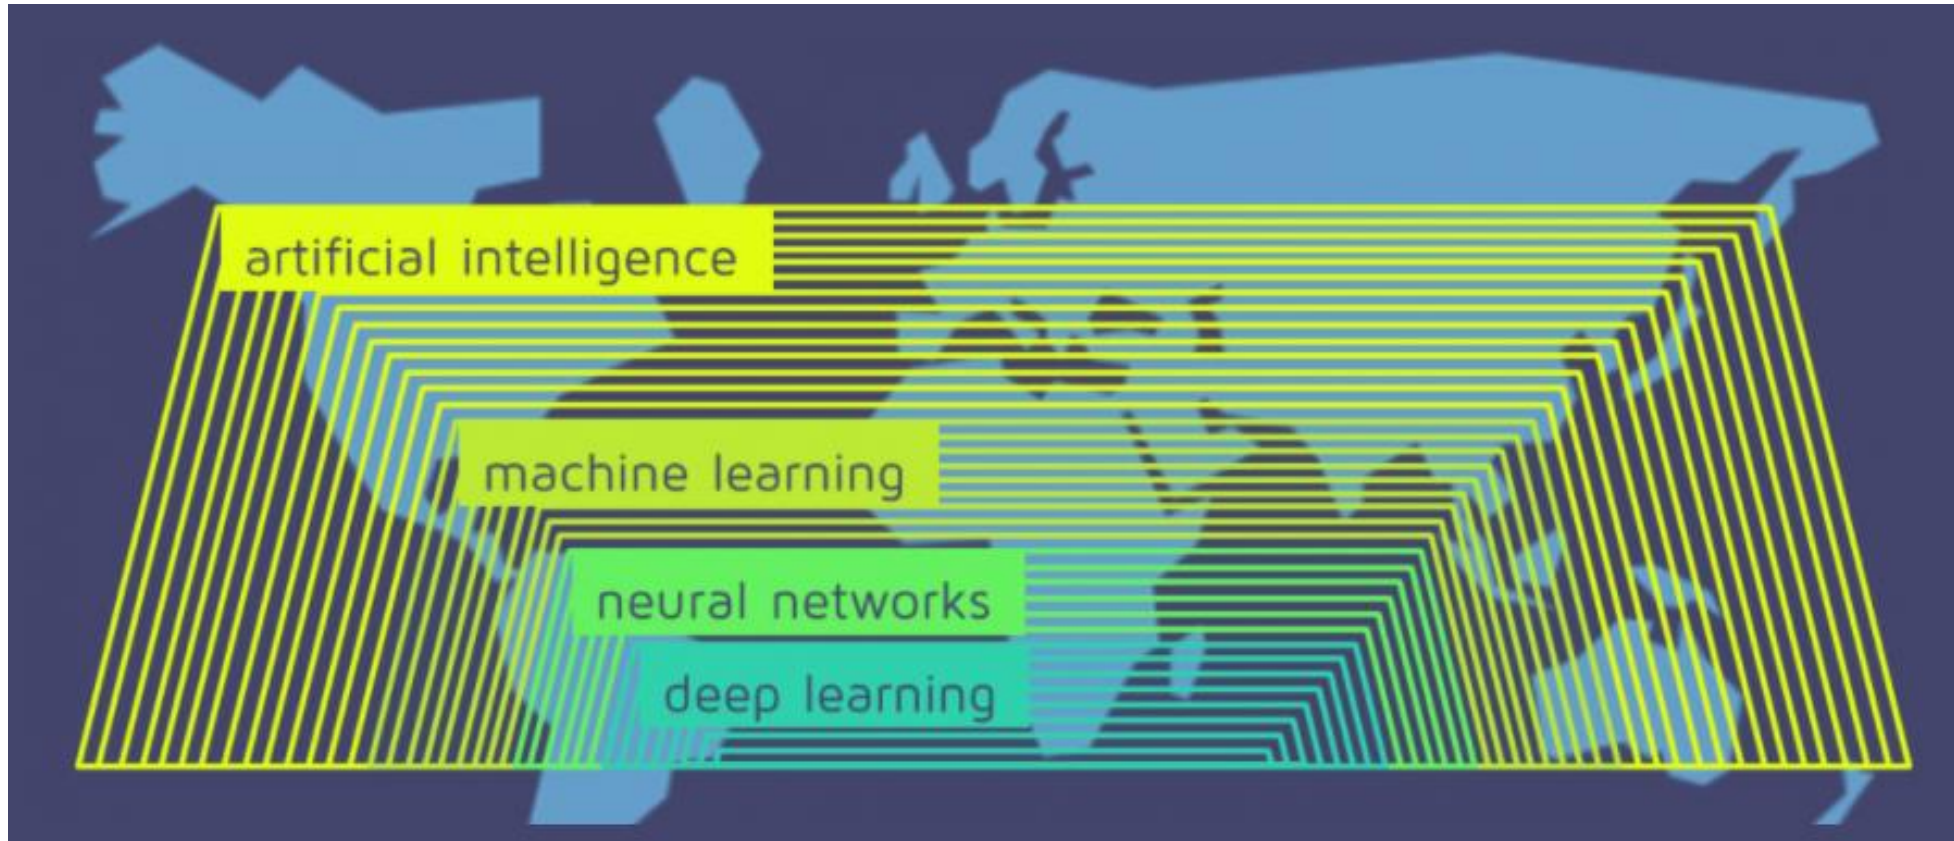 artificial intelligence
machine learning
neural networks
deep learning